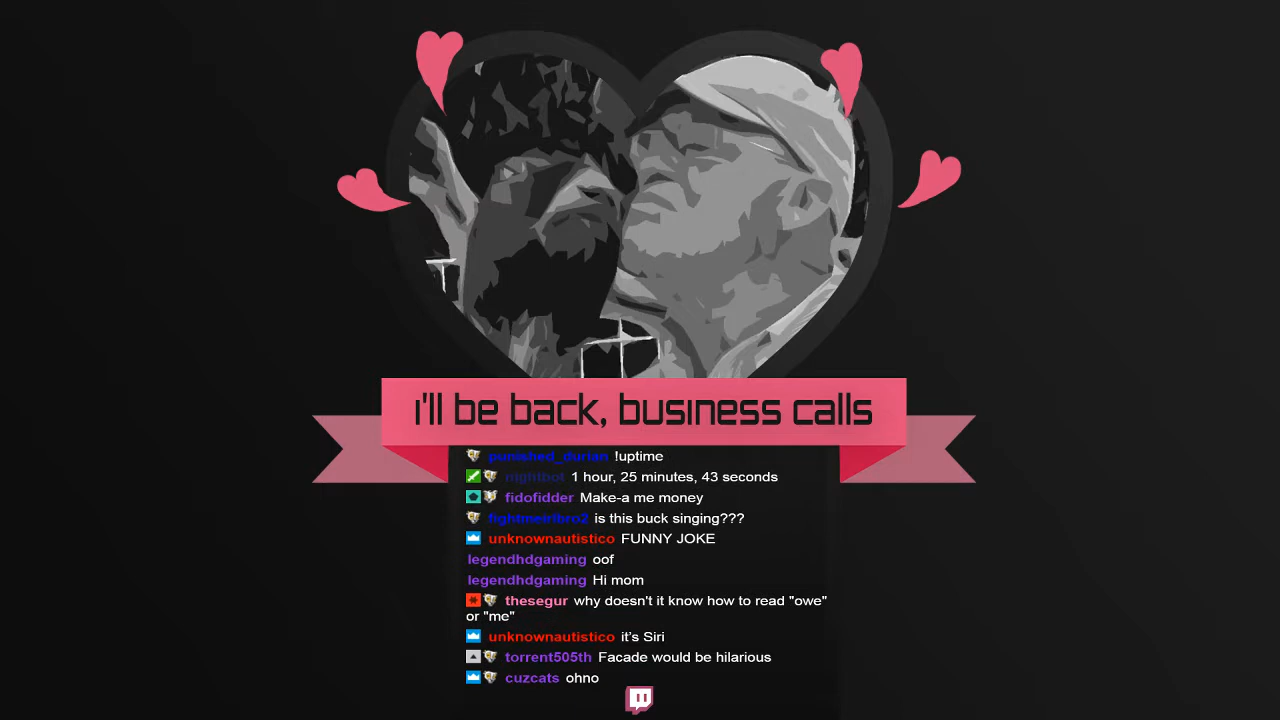 i'll be back, business calls
punished_durian !uptime
nightbot 1 hour, 25 minutes, 43 seconds
fidofidder Make-a me money
fightmeirlbro2 is this buck singing???
unknownautistico FUNNY JOKE
legendhdgaming oof
legendhdgaming Hi mom
thesegur why doesn't it know how to read "owe"
or "me"
unknownautistico it's Siri
torrent505th Facade would be hilarious
cuzcats ohno